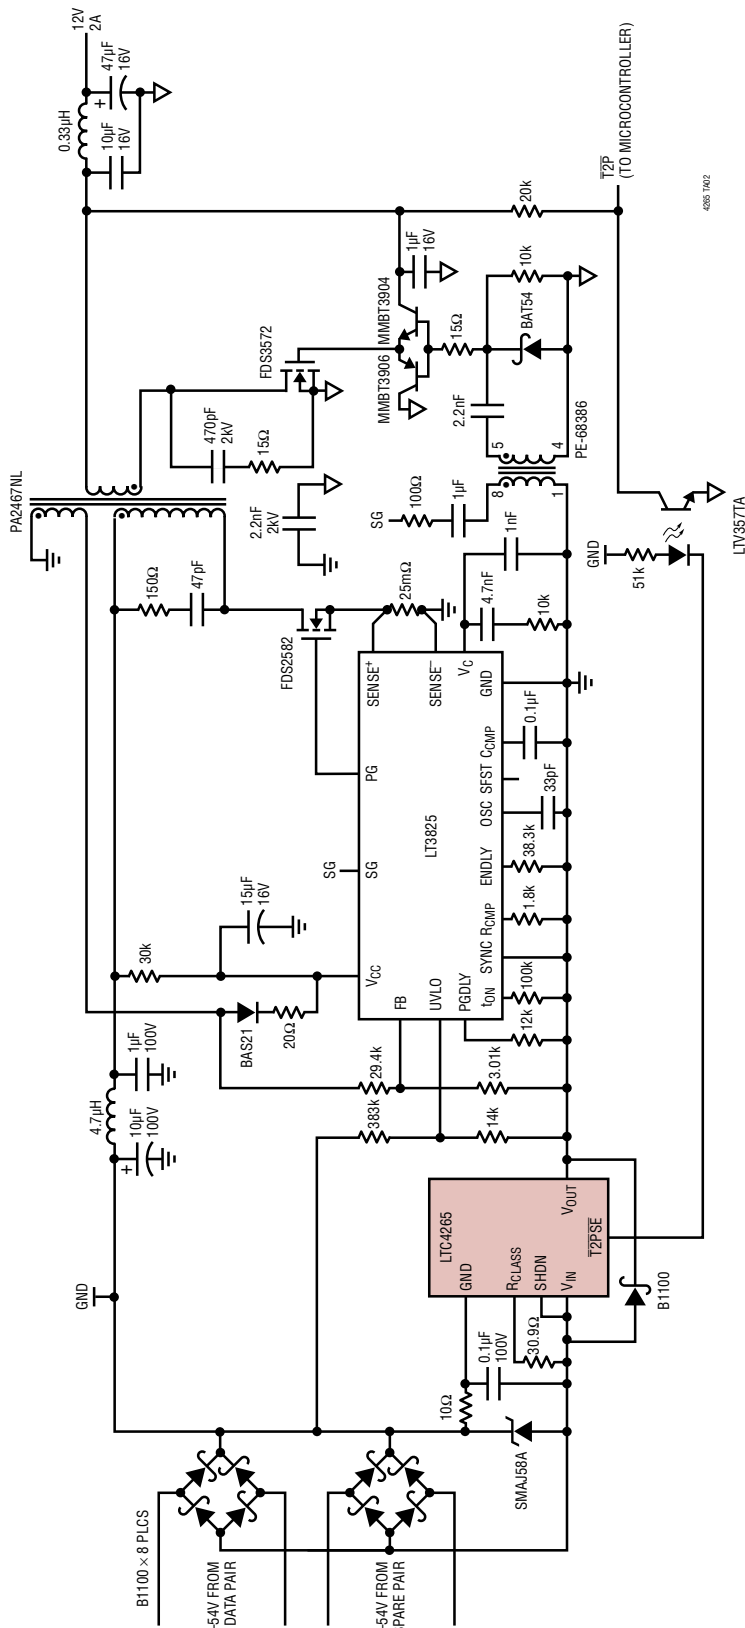 B1100 × 8 PLCS
-54V FROM
DATA PAIR
-54V FROM
PARE PAIR
GND
4.7µH
10µF
100V
+
1µF
100V
30k
15µF
16V
BAS21
20Ω
29.4k
383k
14k
3.01k
12k
100k
1.8k
38.3k
33pF
0.1µF
SG
SG
VCC
FB
UVLO
PGDLY
tON
SYNC
RCMP
ENDLY
OSC
SFST
CCMP
GND
VC
SENSE–
SENSE+
PG
LT3825
10Ω
0.1µF
100V
30.9Ω
SMAJ58A
LTC4265
GND
RCLASS
SHDN
VIN
VOUT
T2PSE
B1100
150Ω
47pF
FDS2582
25mΩ
4.7nF
10k
1nF
PA2467NL
2.2nF
2kV
470pF
2kV
15Ω
FDS3572
SG
100Ω
1µF
8
1
5
4
PE-68386
2.2nF
MMBT3906
MMBT3904
15Ω
BAT54
10k
1µF
16V
20k
GND
51k
LTV357TA
T2P
(TO MICROCONTROLLER)
0.33µH
10µF
16V
+
47µF
16V
12V
2A
4265 TA02